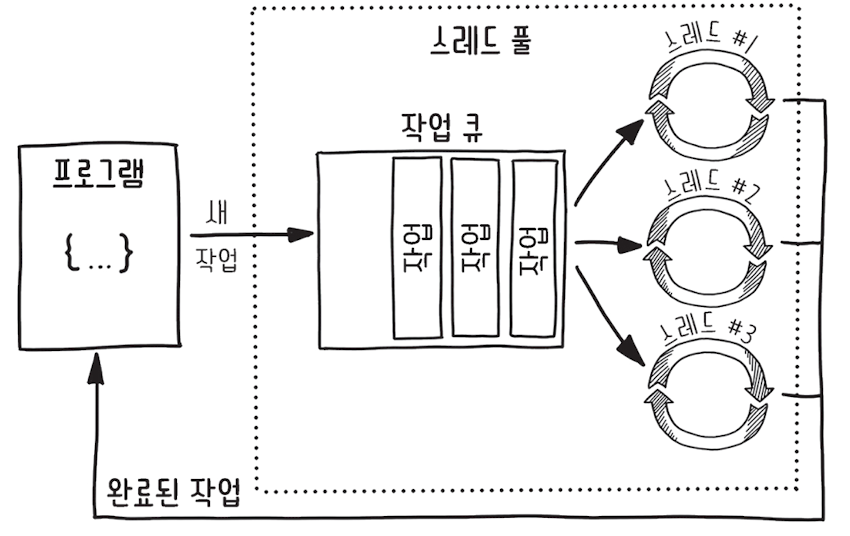 스레드 풀
스레드 #1
작업 큐
프로그램
{ ... }
새
작업
작업
작업
작업
스레드 #2
스레드 #3
완료된 작업